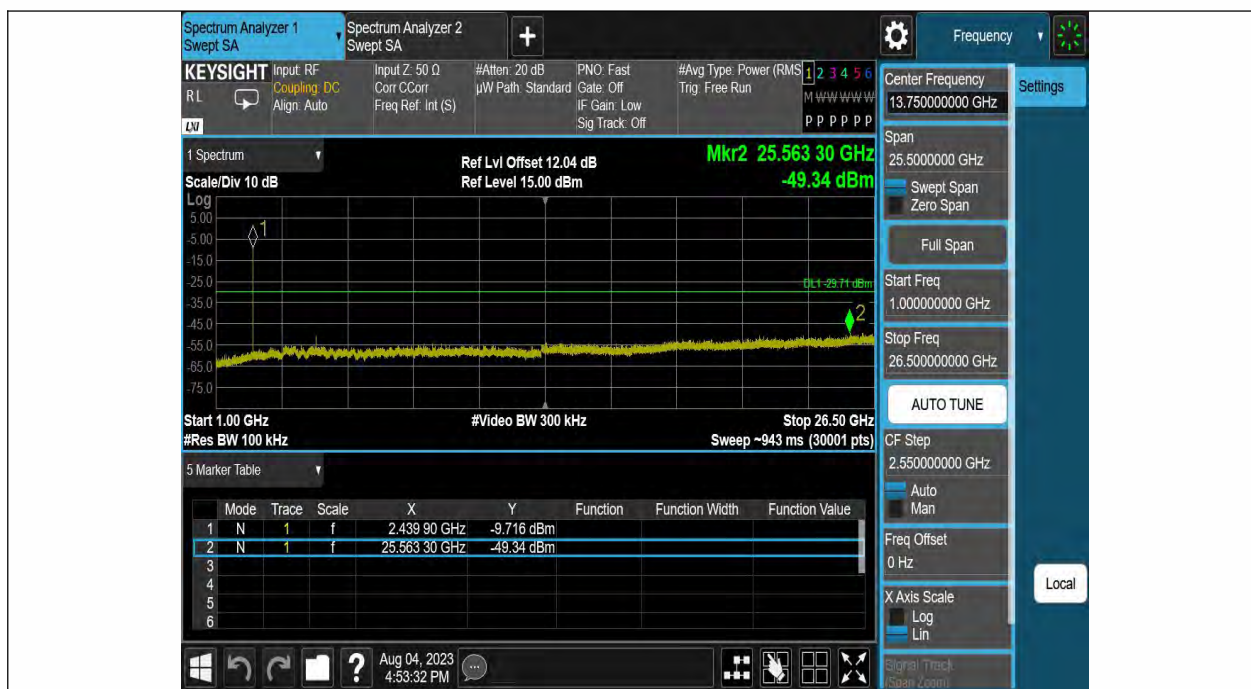 Spectrum Analyzer 1
Swept SA
Spectrum Analyzer 2
Swept SA
+
Frequency
KEYSIGHT
RL
LXI
Input: RF
Coupling: DC
Align: Auto
Input Z: 50 Ω
Corr CCorr
Freq Ref: Int (S)
#Atten: 20 dB
µW Path: Standard
PNO: Fast
Gate: Off
IF Gain: Low
Sig Track: Off
#Avg Type: Power (RMS
Trig: Free Run
1 2 3 4 5 6
M W W W W W
P P P P P P
1 Spectrum
Scale/Div 10 dB
Ref Lvl Offset 12.04 dB
Ref Level 15.00 dBm
Mkr2 25.563 30 GHz
-49.34 dBm
Log
5.00
-5.00
-15.0
-25.0
-35.0
-45.0
-55.0
-65.0
-75.0
1
DL1 -29.71 dBm
2
Start 1.00 GHz
#Video BW 300 kHz
Stop 26.50 GHz
#Res BW 100 kHz
Sweep ~943 ms (30001 pts)
5 Marker Table
Mode Trace Scale X Y Function Function Width Function Value
1 N 1 f 2.439 90 GHz -9.716 dBm
2 N 1 f 25.563 30 GHz -49.34 dBm
3
4
5
6
Aug 04, 2023
4:53:32 PM
?
Center Frequency
13.750000000 GHz
Settings
Span
25.5000000 GHz
Swept Span
Zero Span
Full Span
Start Freq
1.000000000 GHz
Stop Freq
26.500000000 GHz
AUTO TUNE
CF Step
2.550000000 GHz
Auto
Man
Freq Offset
0 Hz
X Axis Scale
Log
Lin
Signal Track
(Span Zoom)
Local